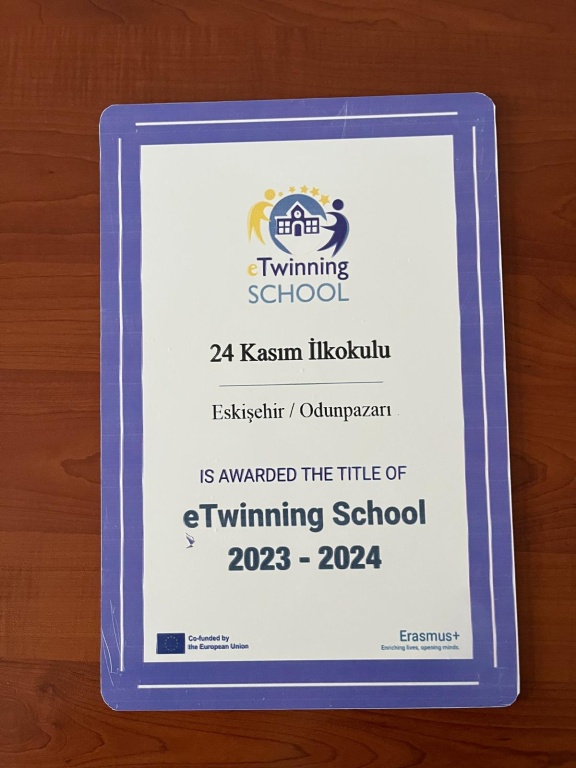 eTwinning
SCHOOL
24 Kasım İlkokulu
Eskişehir / Odunpazarı
IS AWARDED THE TITLE OF
eTwinning School
2023 - 2024
Co-funded by
the European Union
Erasmus+
Enriching lives, opening minds.